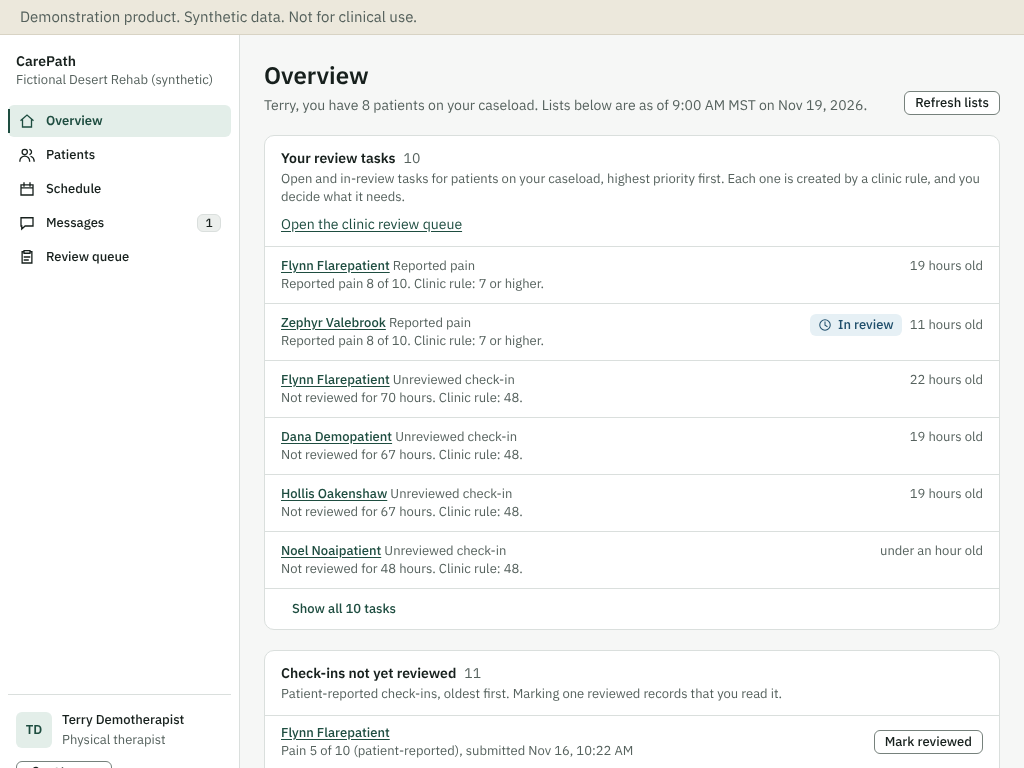 Demonstration product. Synthetic data. Not for clinical use.
CarePath
Fictional Desert Rehab (synthetic)
Overview
Patients
Schedule
Messages
1
Review queue
TD
Terry Demotherapist
Physical therapist
Overview
Terry, you have 8 patients on your caseload. Lists below are as of 9:00 AM MST on Nov 19, 2026.
Refresh lists
Your review tasks 10
Open and in-review tasks for patients on your caseload, highest priority first. Each one is created by a clinic rule, and you
decide what it needs.
Open the clinic review queue
Flynn Flarepatient Reported pain
19 hours old
Reported pain 8 of 10. Clinic rule: 7 or higher.
Zephyr Valebrook Reported pain
In review
11 hours old
Reported pain 8 of 10. Clinic rule: 7 or higher.
Flynn Flarepatient Unreviewed check-in
22 hours old
Not reviewed for 70 hours. Clinic rule: 48.
Dana Demopatient Unreviewed check-in
19 hours old
Not reviewed for 67 hours. Clinic rule: 48.
Hollis Oakenshaw Unreviewed check-in
19 hours old
Not reviewed for 67 hours. Clinic rule: 48.
Noel Noaipatient Unreviewed check-in
under an hour old
Not reviewed for 48 hours. Clinic rule: 48.
Show all 10 tasks
Check-ins not yet reviewed 11
Patient-reported check-ins, oldest first. Marking one reviewed records that you read it.
Flynn Flarepatient
Pain 5 of 10 (patient-reported), submitted Nov 16, 10:22 AM
Mark reviewed